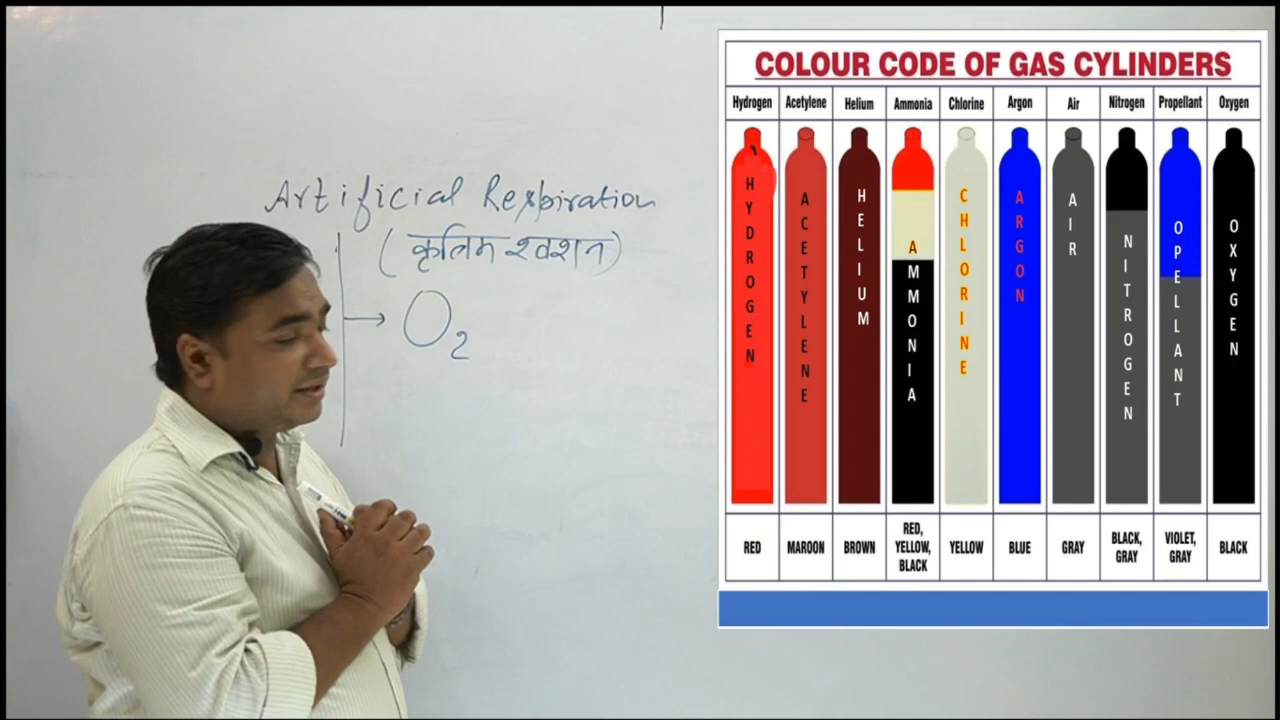 Artificial Respiration
(कृत्रिम श्वशन)
O2
COLOUR CODE OF GAS CYLINDERS
Hydrogen Acetylene Helium Ammonia Chlorine Argon Air Nitrogen Propellant Oxygen
HYDROGEN
ACETYLENE
HELIUM
AMMONIA
CHLORINE
ARGON
AIR
NITROGEN
OPELLANT
OXYGEN
RED MAROON BROWN RED, YELLOW, BLACK YELLOW BLUE GRAY BLACK, GRAY VIOLET, GRAY BLACK